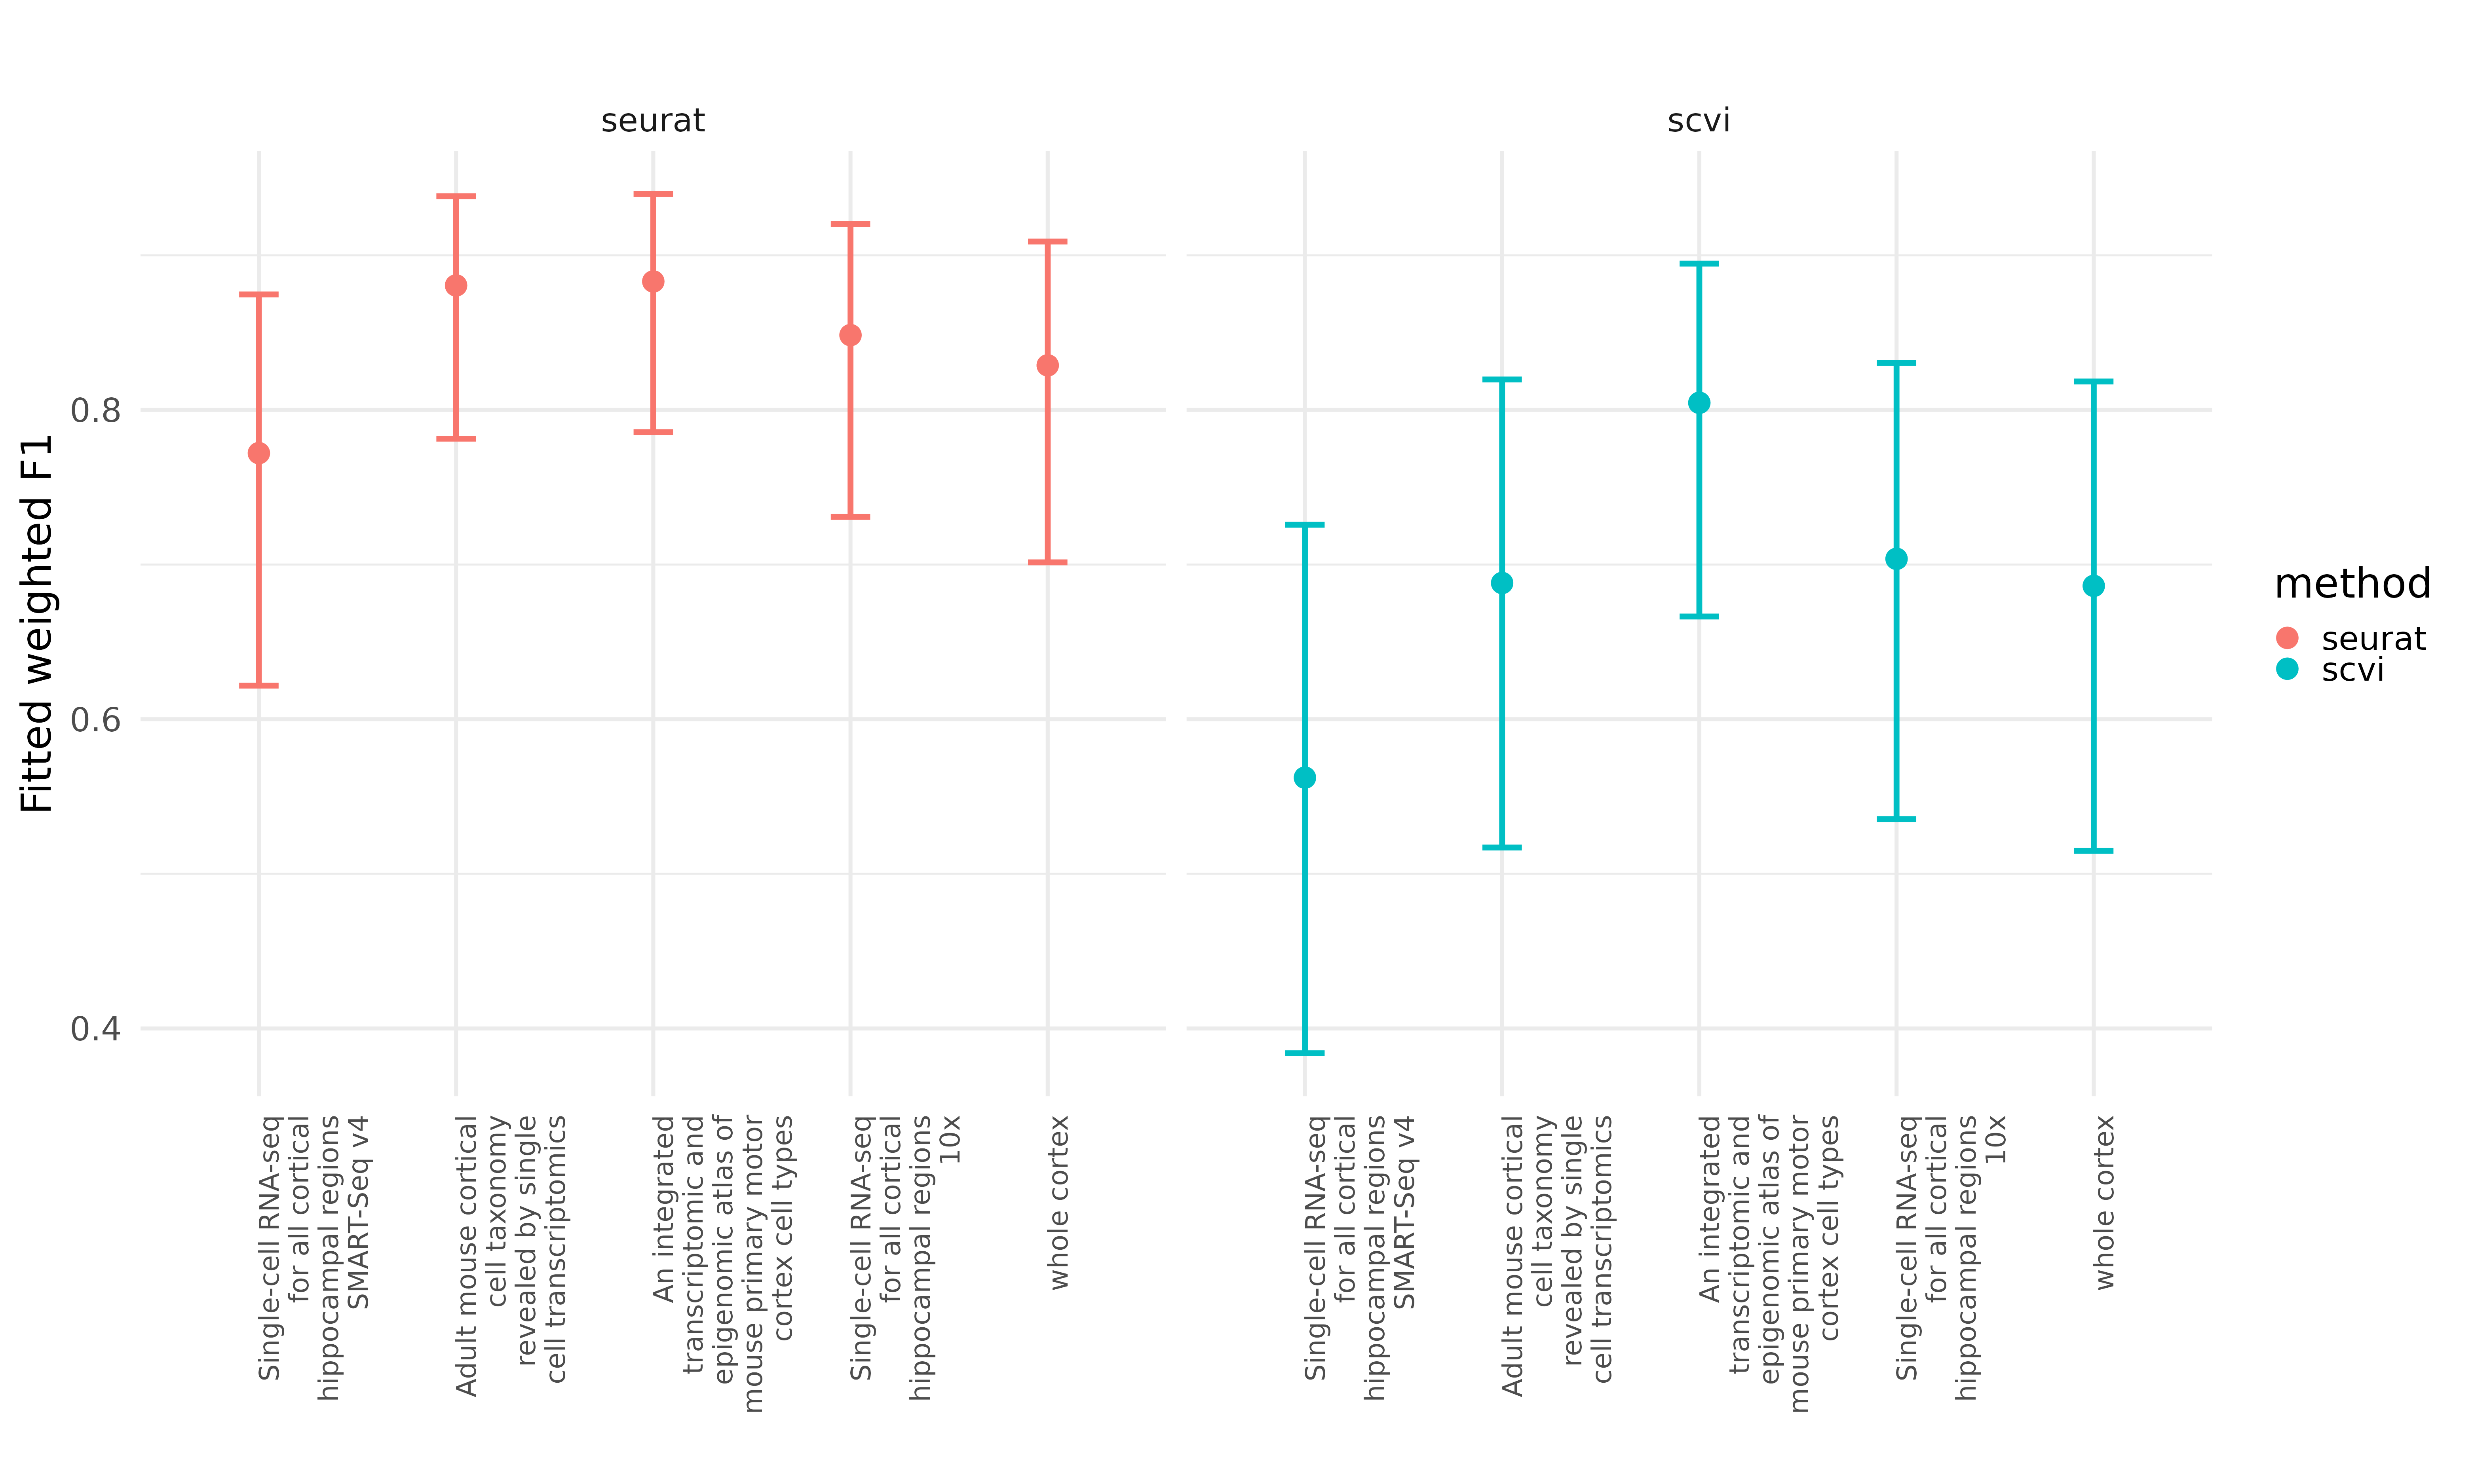 seurat
scvi
Fitted weighted F1
0.8
0.6
0.4
Single-cell RNA-seq
for all cortical
hippocampal regions
SMART-Seq v4
Adult mouse cortical
cell taxonomy
revealed by single
cell transcriptomics
An integrated
transcriptomic and
epigenomic atlas of
mouse primary motor
cortex cell types
Single-cell RNA-seq
for all cortical
hippocampal regions
10x
whole cortex
Single-cell RNA-seq
for all cortical
hippocampal regions
SMART-Seq v4
Adult mouse cortical
cell taxonomy
revealed by single
cell transcriptomics
An integrated
transcriptomic and
epigenomic atlas of
mouse primary motor
cortex cell types
Single-cell RNA-seq
for all cortical
hippocampal regions
10x
whole cortex
method
seurat
scvi